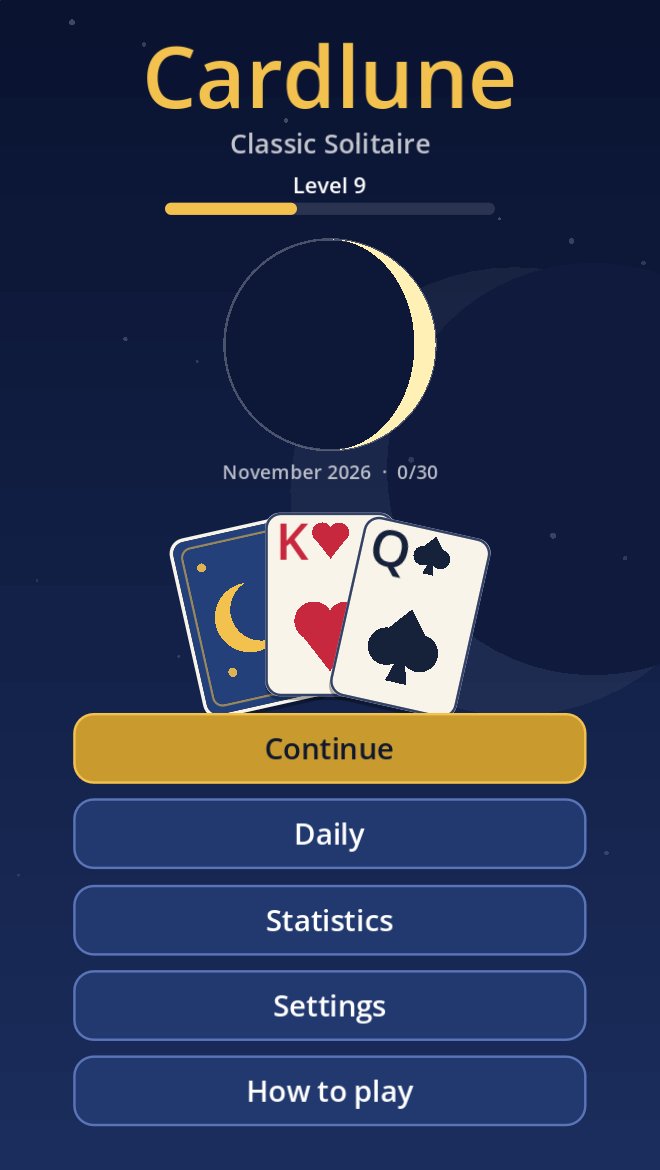 Cardlune
Classic Solitaire
Level 9
November 2026 · 0/30
K
Q
Continue
Daily
Statistics
Settings
How to play